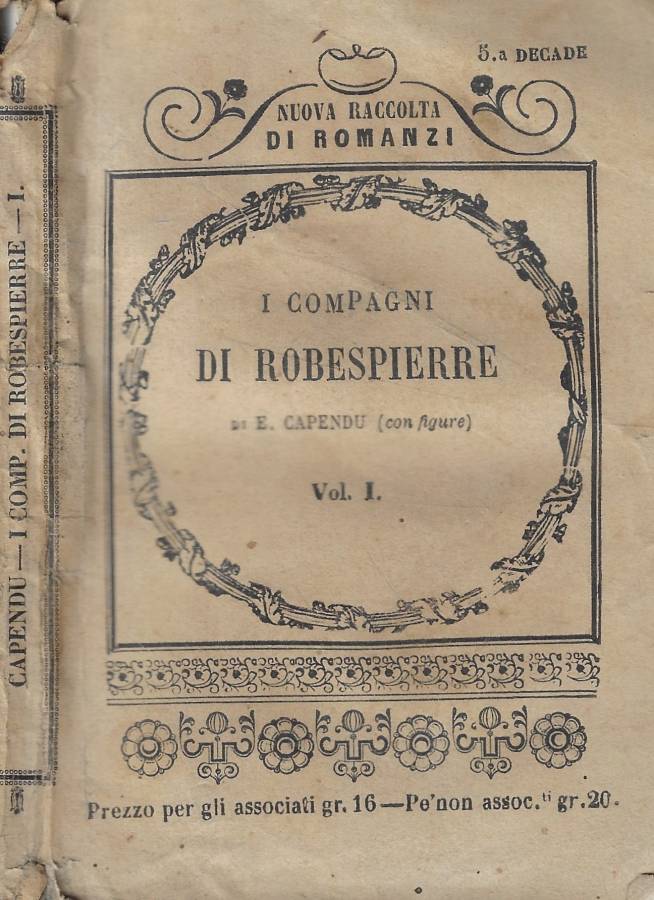 CAPENDU — I COMP. DI ROBESPIERRE — I.
5.a DECADE
NUOVA RACCOLTA
DI ROMANZI
I COMPAGNI
DI ROBESPIERRE
DI E. CAPENDU (con figure)
Vol. I.
Prezzo per gli associati gr. 16—Pe'non assoc.ti gr.20.